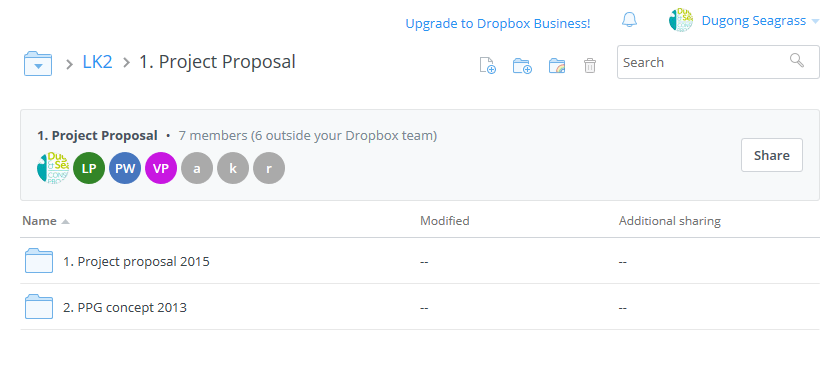 Upgrade to Dropbox Business!
Dugong Seagrass
LK2 > 1. Project Proposal
Search
1. Project Proposal • 7 members (6 outside your Dropbox team)
LP PW VP a k r
Share
Name Modified Additional sharing
1. Project proposal 2015 -- --
2. PPG concept 2013 -- --